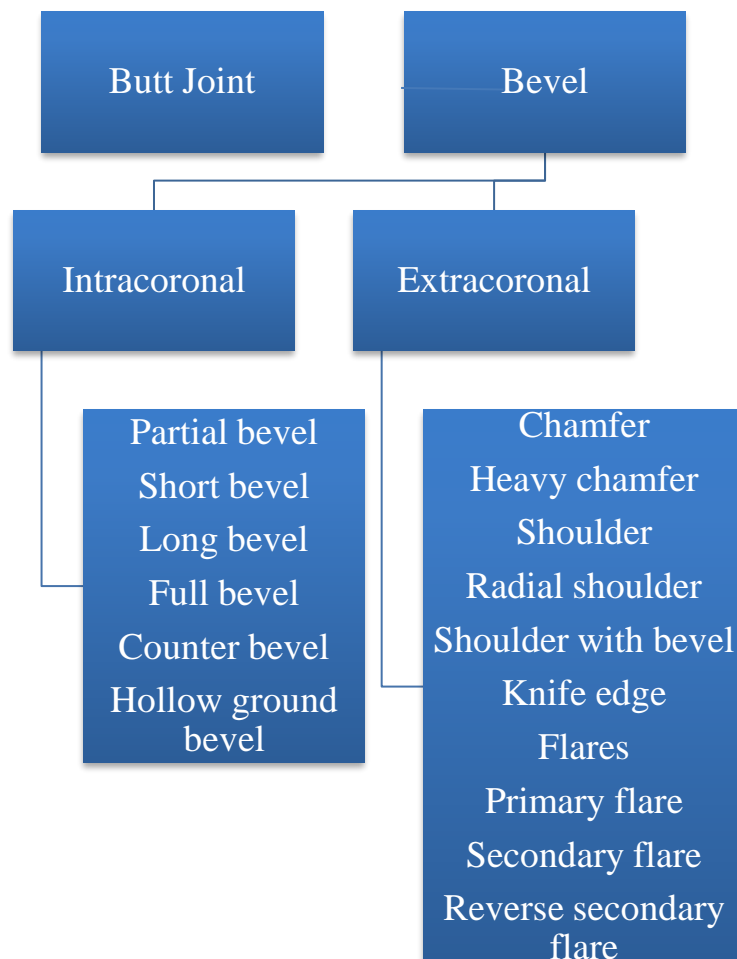 Butt Joint
Bevel
Intracoronal
Extracoronal
Partial bevel
Short bevel
Long bevel
Full bevel
Counter bevel
Hollow ground
bevel
Chamfer
Heavy chamfer
Shoulder
Radial shoulder
Shoulder with bevel
Knife edge
Flares
Primary flare
Secondary flare
Reverse secondary
flare